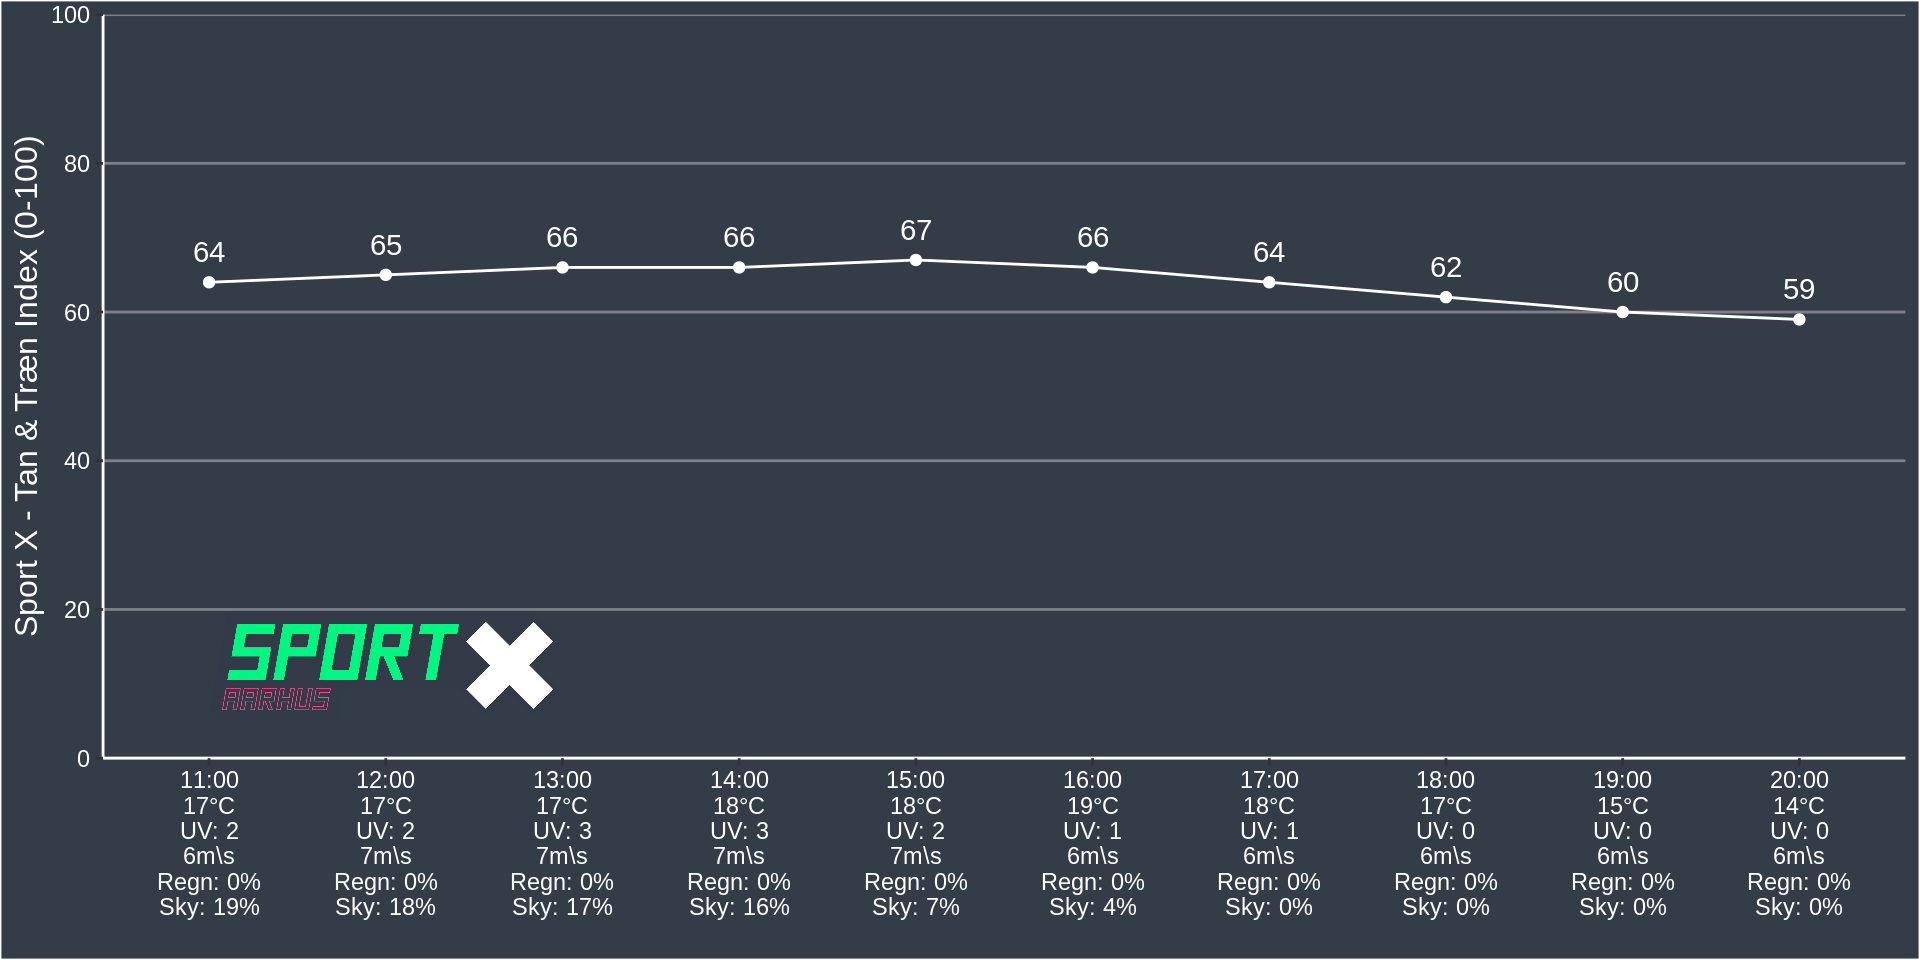 Sport X - Tan & Træn Index (0-100)
100
80
60
40
20
0
64 65 66 66 67 66 64 62 60 59
SPORT X
AARHUS
11:00 12:00 13:00 14:00 15:00 16:00 17:00 18:00 19:00 20:00
17°C 17°C 17°C 18°C 18°C 19°C 18°C 17°C 15°C 14°C
UV: 2 UV: 2 UV: 3 UV: 3 UV: 2 UV: 1 UV: 1 UV: 0 UV: 0 UV: 0
6m\s 7m\s 7m\s 7m\s 7m\s 6m\s 6m\s 6m\s 6m\s 6m\s
Regn: 0% Regn: 0% Regn: 0% Regn: 0% Regn: 0% Regn: 0% Regn: 0% Regn: 0% Regn: 0% Regn: 0%
Sky: 19% Sky: 18% Sky: 17% Sky: 16% Sky: 7% Sky: 4% Sky: 0% Sky: 0% Sky: 0% Sky: 0%